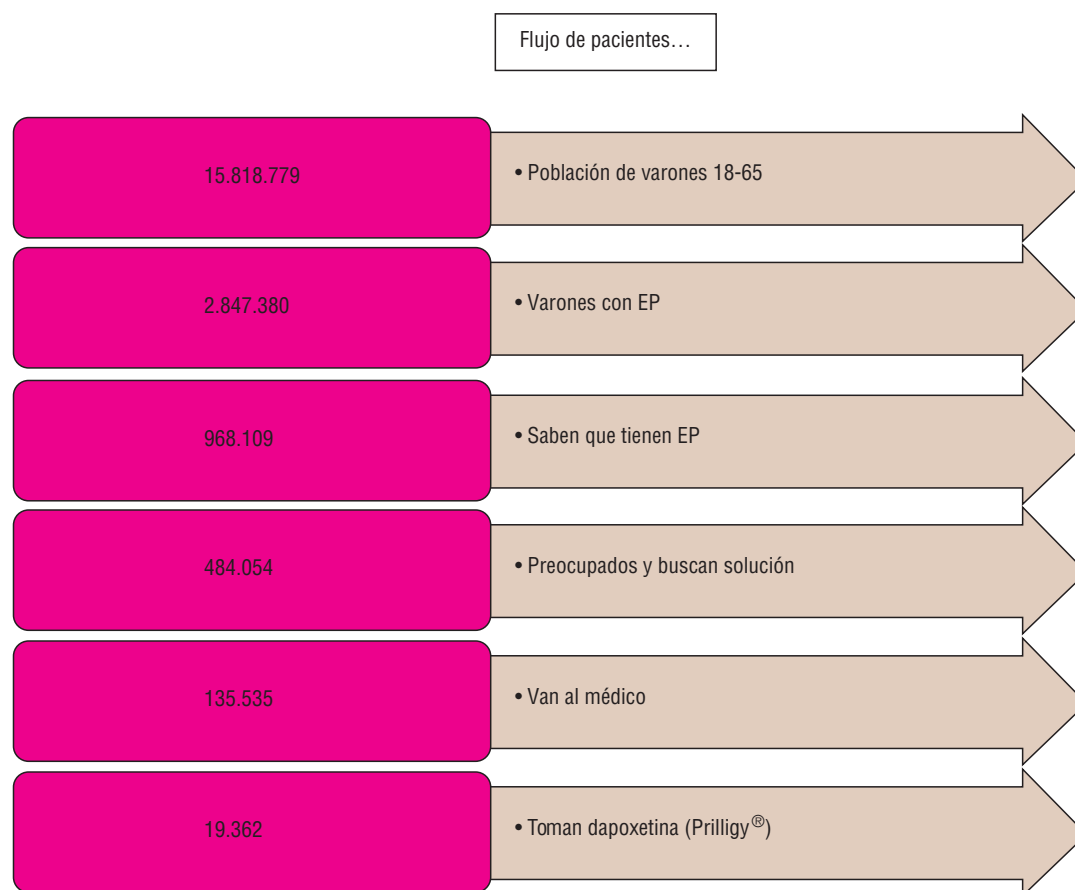 Flujo de pacientes…
15.818.779
• Población de varones 18-65
2.847.380
• Varones con EP
968.109
• Saben que tienen EP
484.054
• Preocupados y buscan solución
135.535
• Van al médico
19.362
• Toman dapoxetina (Prilligy®)